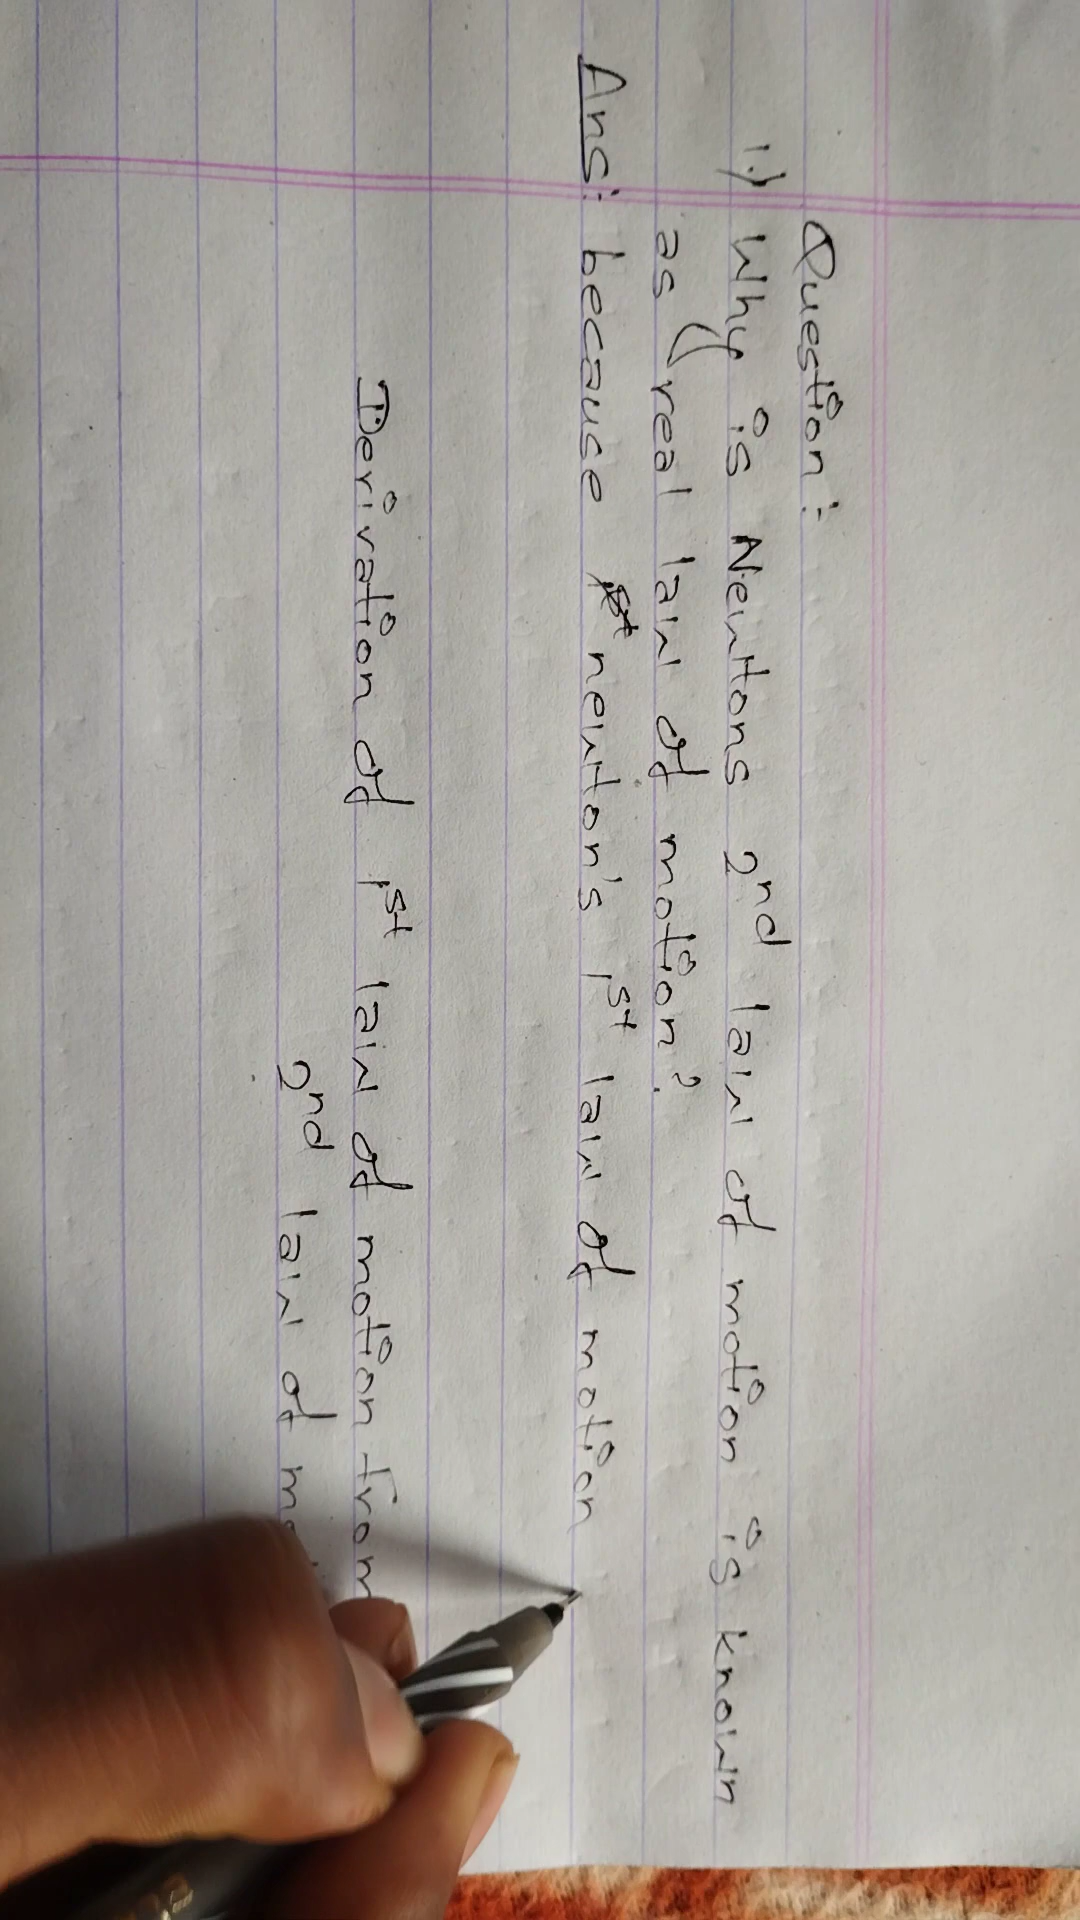 Question:
1.) Why is Newtons 2nd law of motion is known
as real law of motion?
Ans: because newton's 1st law of motion
Derivation of 1st law of motion from
2nd law of